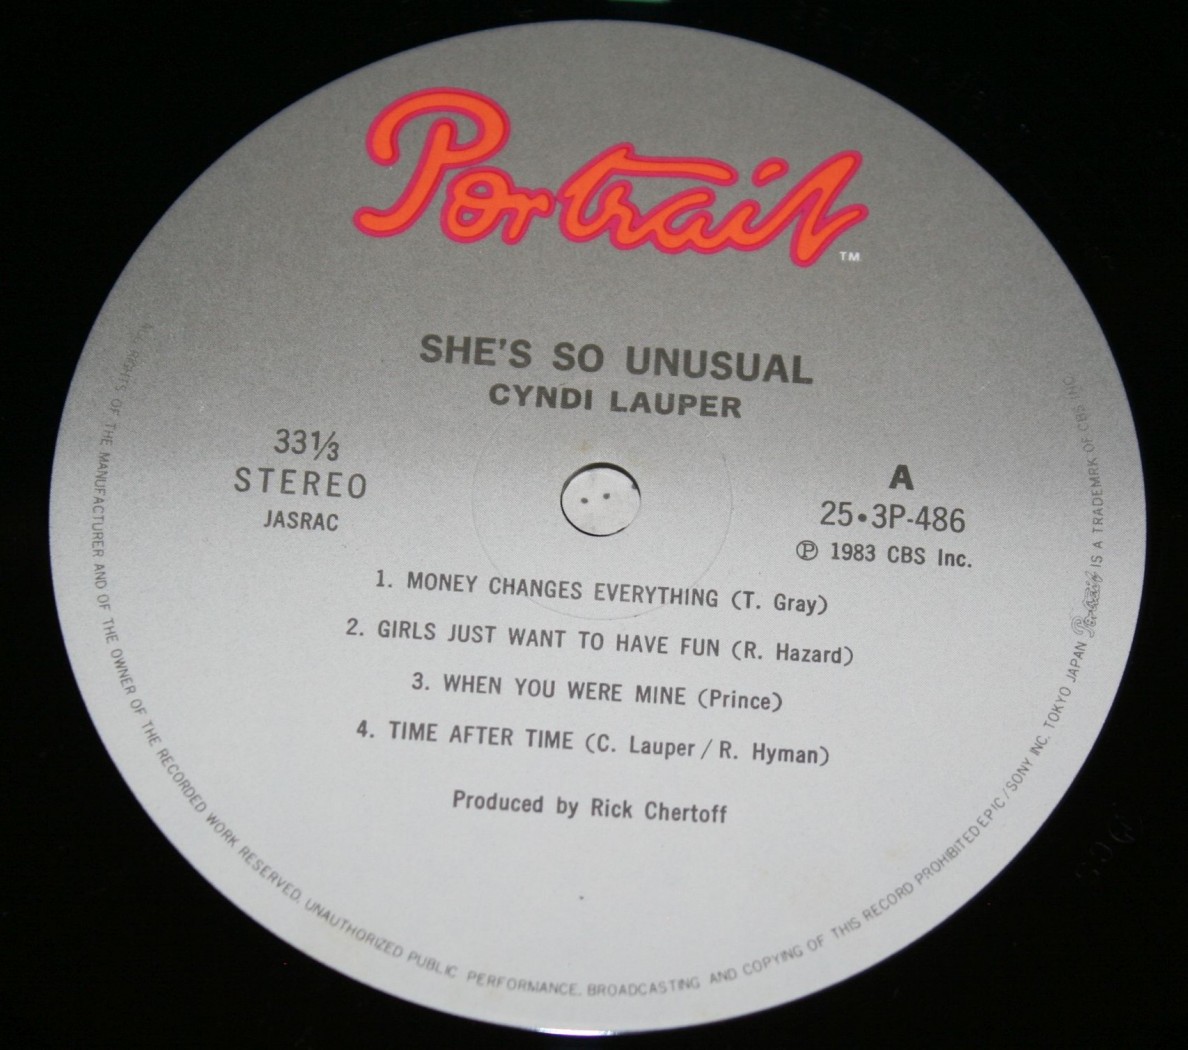 Portrait
TM
SHE'S SO UNUSUAL
CYNDI LAUPER
33⅓
STEREO
JASRAC
A
25•3P-486
Ⓟ 1983 CBS Inc.
1. MONEY CHANGES EVERYTHING (T. Gray)
2. GIRLS JUST WANT TO HAVE FUN (R. Hazard)
3. WHEN YOU WERE MINE (Prince)
4. TIME AFTER TIME (C. Lauper / R. Hyman)
Produced by Rick Chertoff
ALL RIGHTS OF THE MANUFACTURER AND OF THE OWNER OF THE RECORDED WORK RESERVED. UNAUTHORIZED PUBLIC PERFORMANCE. BROADCASTING AND COPYING OF THIS RECORD PROHIBITED EPIC / SONY INC. TOKYO JAPAN Portrait IS A TRADEMRK OF CBS INC.